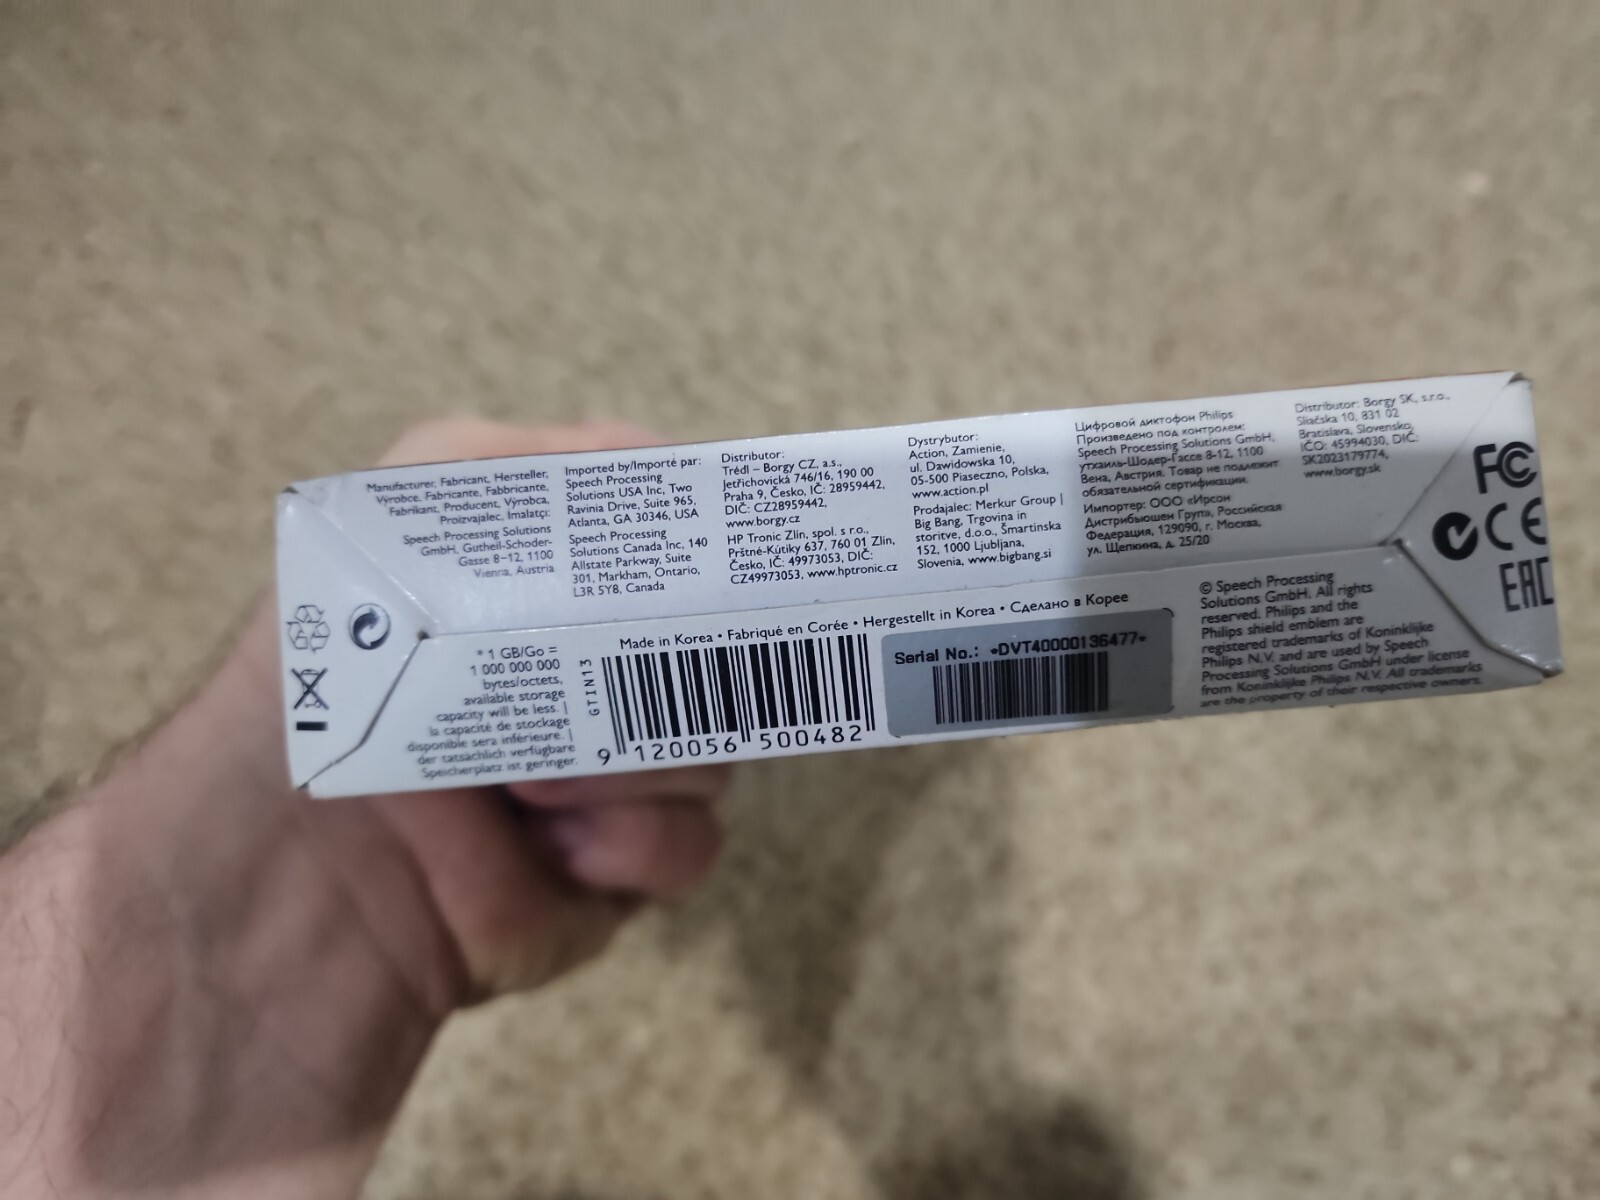 Manufacturer, Fabricant, Hersteller,
Výrobce, Fabricante, Fabbricante,
Fabrikant, Producent, Výrobca,
Proizvajalec, Imalatçı:
Speech Processing Solutions
GmbH, Gutheil-Schoder-
Gasse 8–12, 1100
Vienna, Austria
Imported by/Importé par:
Speech Processing
Solutions USA Inc, Two
Ravinia Drive, Suite 965,
Atlanta, GA 30346, USA
Speech Processing
Solutions Canada Inc, 140
Allstate Parkway, Suite
301, Markham, Ontario,
L3R 5Y8, Canada
Distributor:
Trédl – Borgy CZ, a.s.,
Jetřichovická 746/16, 190 00
Praha 9, Česko, IČ: 28959442,
DIČ: CZ28959442,
www.borgy.cz
HP Tronic Zlín, spol. s r.o.,
Prštné-Kútiky 637, 760 01 Zlín,
Česko, IČ: 49973053, DIČ:
CZ49973053, www.hptronic.cz
Dystrybutor:
Action, Zamienie,
ul. Dawidowska 10,
05-500 Piaseczno, Polska,
www.action.pl
Prodajalec: Merkur Group |
Big Bang, Trgovina in
storitve, d.o.o., Šmartinska
152, 1000 Ljubljana,
Slovenia, www.bigbang.si
Цифровой диктофон Philips
Произведено под контролем:
Speech Processing Solutions GmbH,
утхаиль-Шодер-Гассе 8-12, 1100
Вена, Австрия. Товар не подлежит
обязательной сертификации.
Импортер: ООО «Ирсон
Дистрибьюшен Груп», Российская
Федерация, 129090, г. Москва,
ул. Щепкина, д. 25/20
Distributor: Borgy SK, s.r.o.,
Sliačska 10, 831 02
Bratislava, Slovensko,
IČO: 45994030, DIČ:
SK2023179774,
www.borgy.sk
FC
CE
EAC
* 1 GB/Go =
1 000 000 000
bytes/octets,
available storage
capacity will be less. |
la capacité de stockage
disponible sera inférieure. |
der tatsächlich verfügbare
Speicherplatz ist geringer.
Made in Korea • Fabriqué en Corée • Hergestellt in Korea • Сделано в Корее
GTIN13
9 120056 500482
Serial No.: *DVT40000136477*
© Speech Processing
Solutions GmbH. All rights
reserved. Philips and the
Philips shield emblem are
registered trademarks of Koninklijke
Philips N.V. and are used by Speech
Processing Solutions GmbH under license
from Koninklijke Philips N.V. All trademarks
are the property of their respective owners.